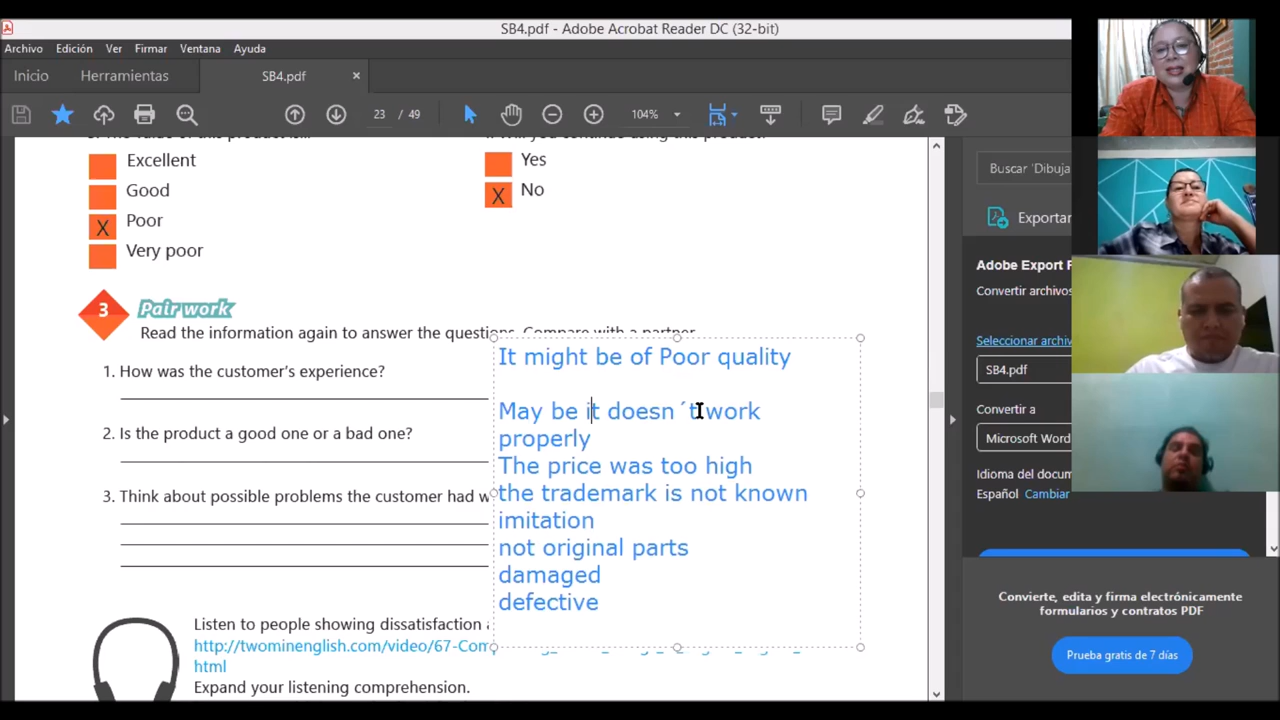 SB4.pdf - Adobe Acrobat Reader DC (32-bit)
Archivo Edición Ver Firmar Ventana Ayuda
Inicio Herramientas SB4.pdf ×
23 / 49 104%
Excellent
Good
X Poor
Very poor
Yes
X No
3 Pair work
Read the information again to answer the questions. Compare with a partner
1. How was the customer's experience?
2. Is the product a good one or a bad one?
3. Think about possible problems the customer had w
It might be of Poor quality
May be it doesn´t work
properly
The price was too high
the trademark is not known
imitation
not original parts
damaged
defective
Listen to people showing dissatisfaction
http://twominenglish.com/video/67-Com
html
Expand your listening comprehension.
Buscar 'Dibuja
Exportar
Adobe Export P
Convertir archivos
Seleccionar archiv
SB4.pdf
Convertir a
Microsoft Word
Idioma del docum
Español Cambiar
Convierte, edita y firma electrónicamente
formularios y contratos PDF
Prueba gratis de 7 días